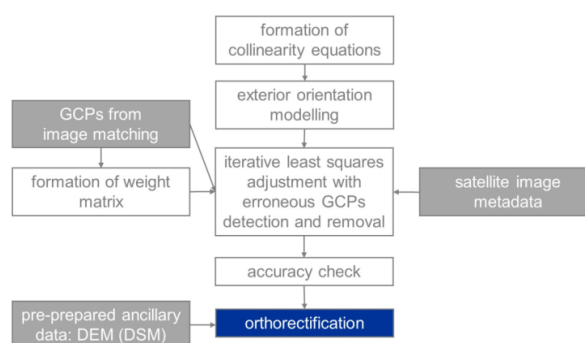 formation of
collinearity equations
exterior orientation
modelling
GCPs from
image matching
formation of weight
matrix
iterative least squares
adjustment with
erroneous GCPs
detection and removal
satellite image
metadata
accuracy check
pre-prepared ancillary
data: DEM (DSM)
orthorectification